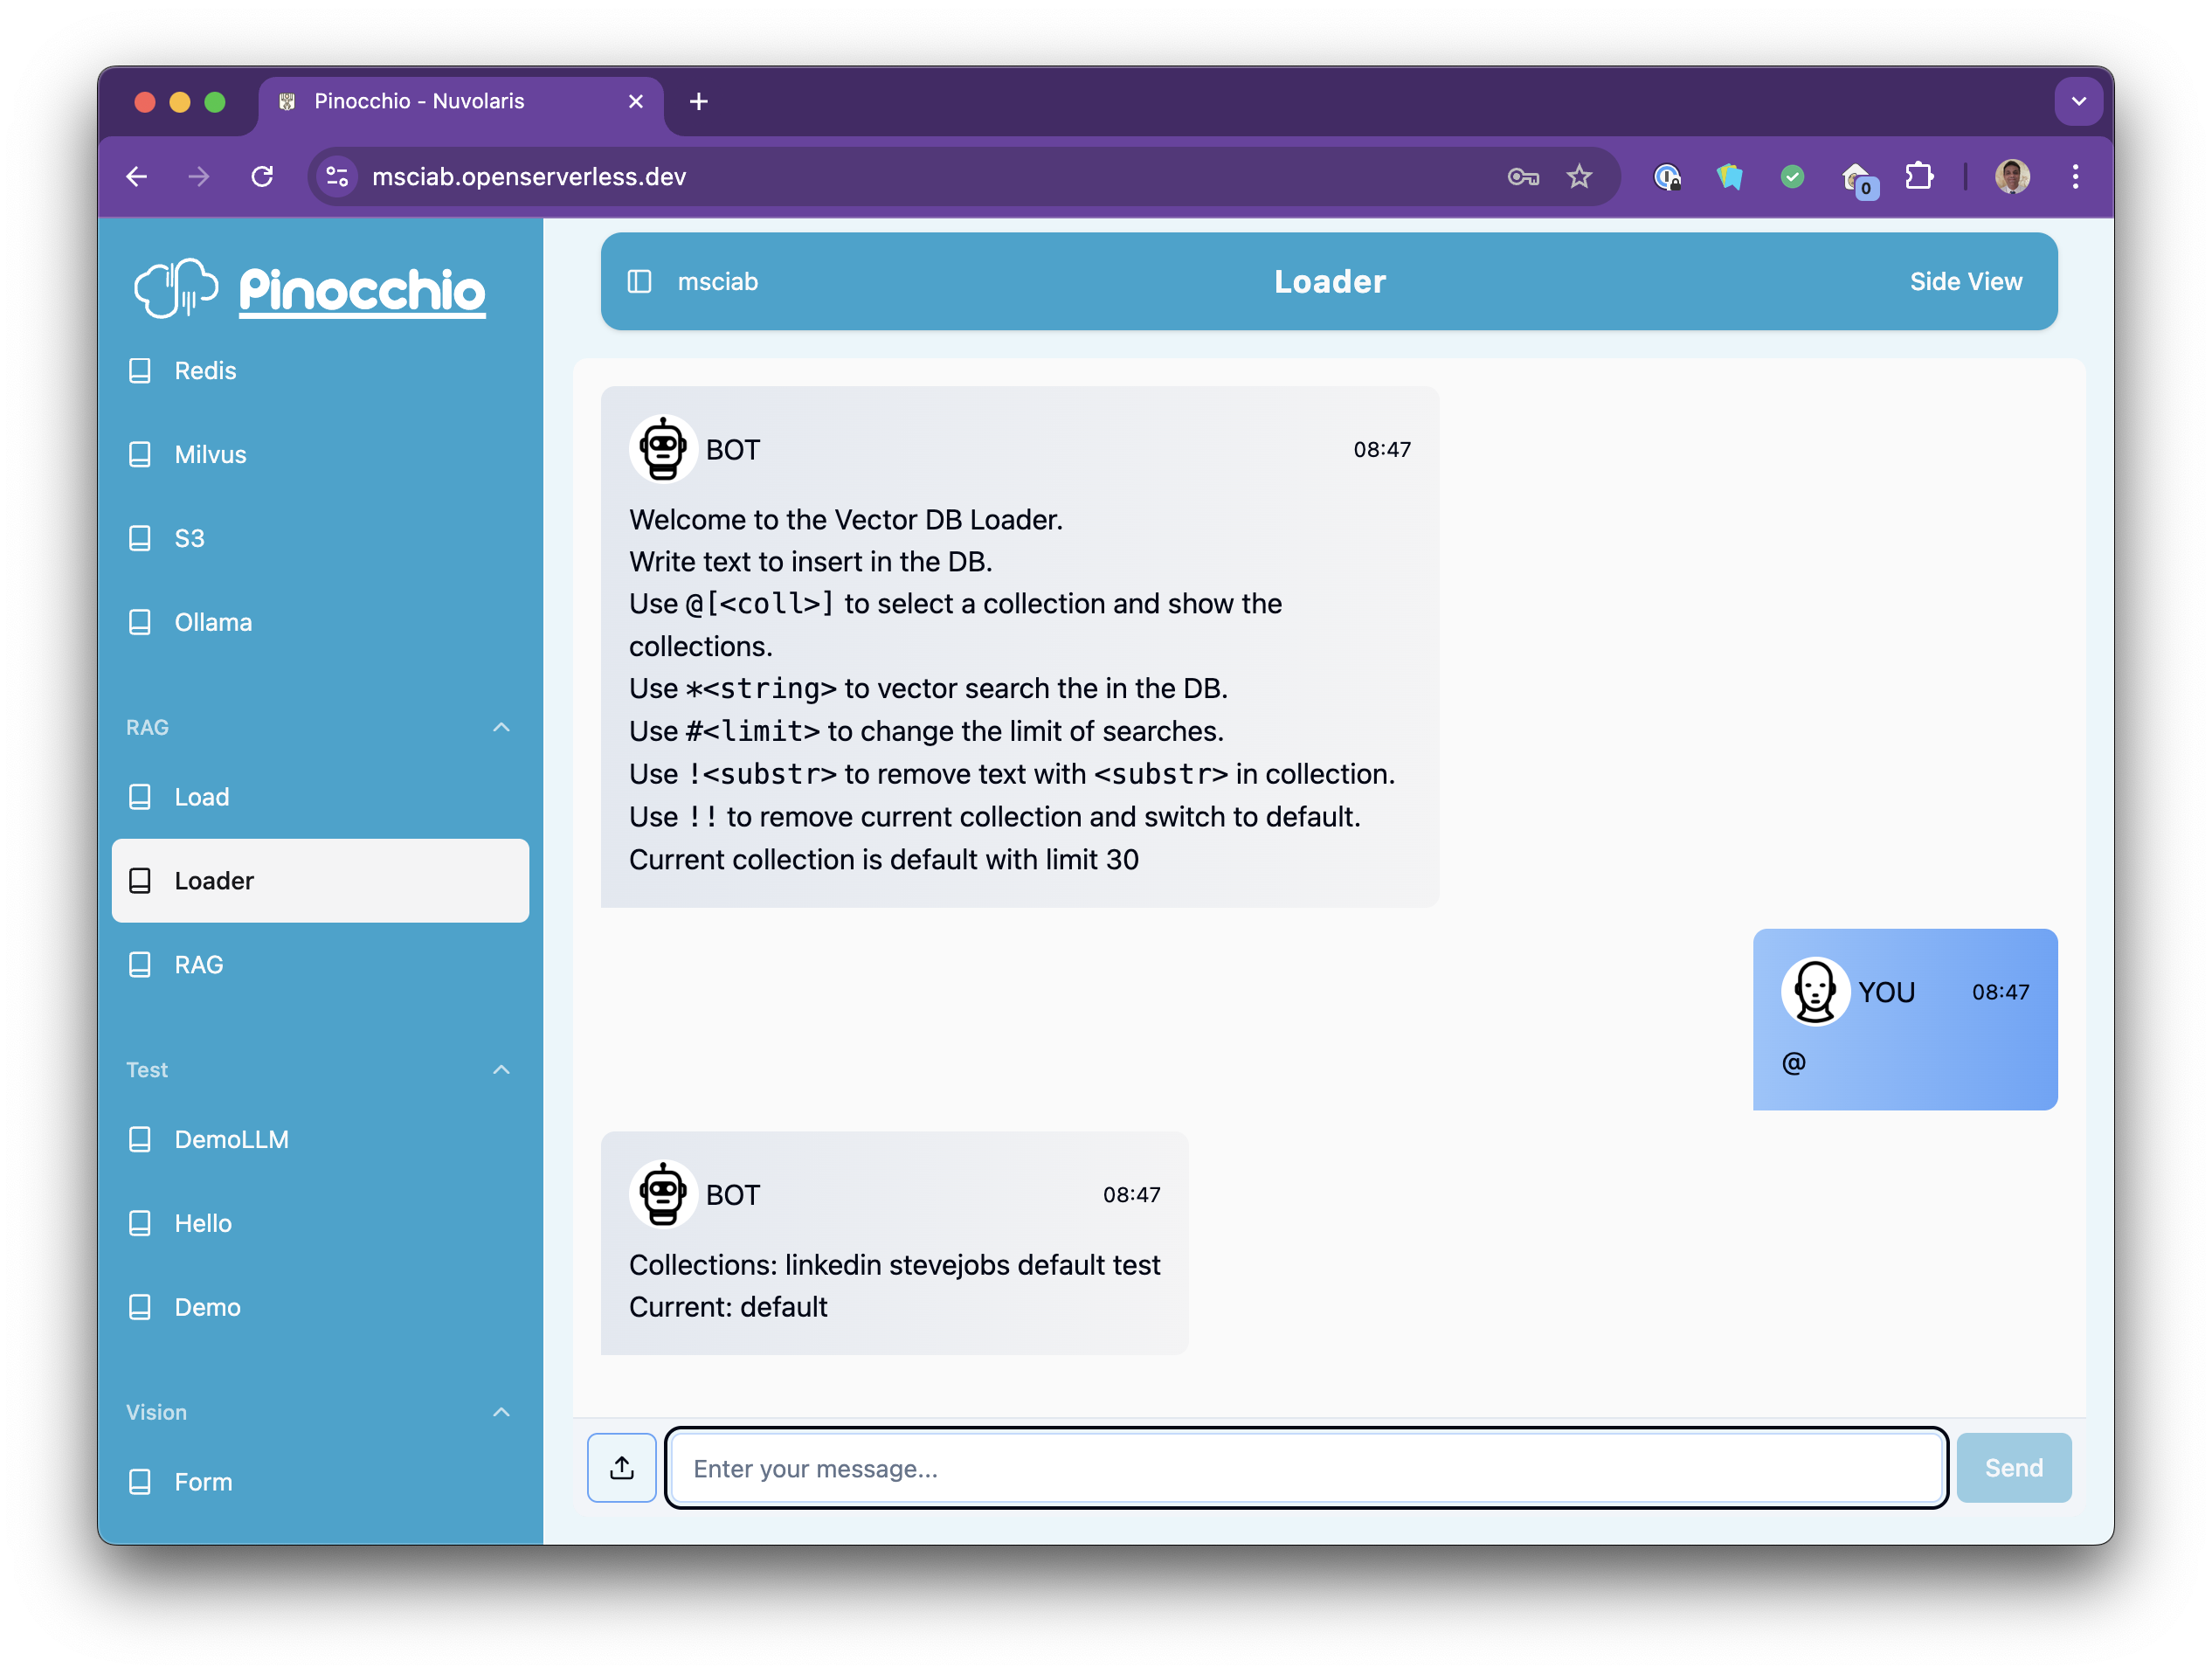 Pinocchio - Nuvolaris
msciab.openserverless.dev
0
Pinocchio
Redis
Milvus
S3
Ollama
RAG
Load
Loader
RAG
Test
DemoLLM
Hello
Demo
Vision
Form
msciab
Loader
Side View
BOT
08:47
Welcome to the Vector DB Loader.
Write text to insert in the DB.
Use @[<coll>] to select a collection and show the
collections.
Use *<string> to vector search the in the DB.
Use #<limit> to change the limit of searches.
Use !<substr> to remove text with <substr> in collection.
Use !! to remove current collection and switch to default.
Current collection is default with limit 30
YOU
08:47
@
BOT
08:47
Collections: linkedin stevejobs default test
Current: default
Enter your message...
Send